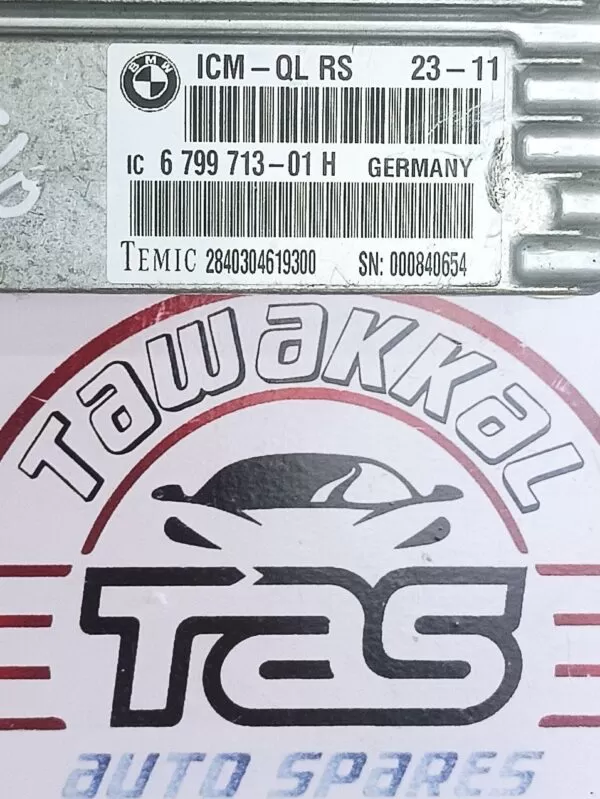 BMW
ICM-QL RS 23-11
IC 6 799 713-01 H GERMANY
TEMIC 2840304619300 SN: 000840654
TAWAKKAL
TAS
AUTO SPARES